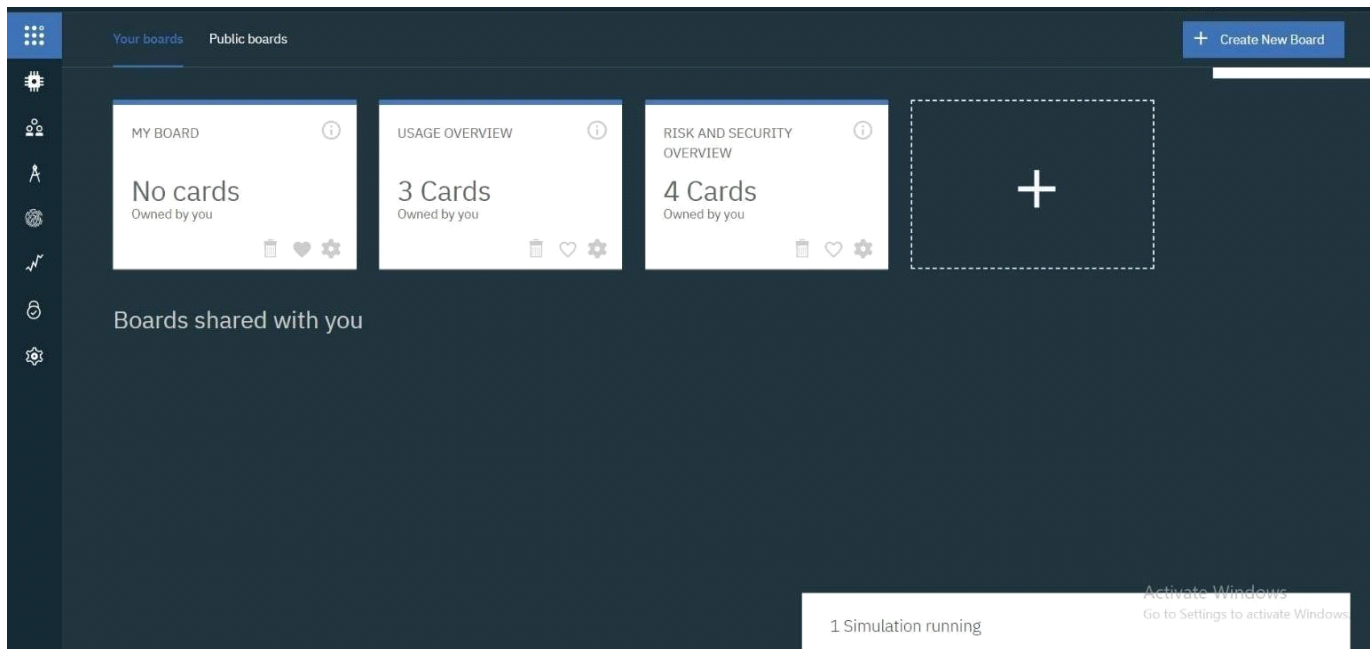 Your boards
Public boards
+ Create New Board
MY BOARD
No cards
Owned by you
USAGE OVERVIEW
3 Cards
Owned by you
RISK AND SECURITY
OVERVIEW
4 Cards
Owned by you
Boards shared with you
1 Simulation running
Activate Windows
Go to Settings to activate Windows.